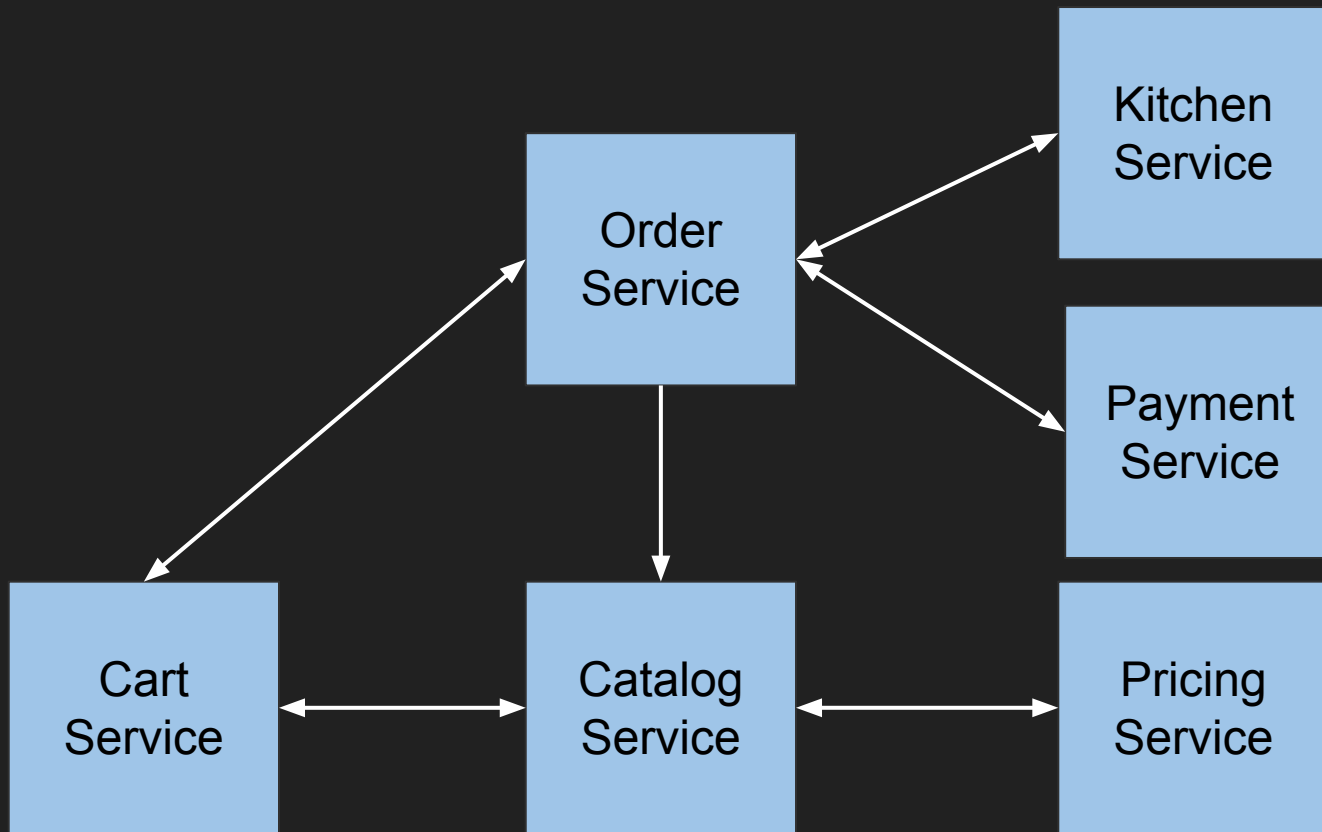 Kitchen
Service
Order
Service
Payment
Service
Cart
Service
Catalog
Service
Pricing
Service